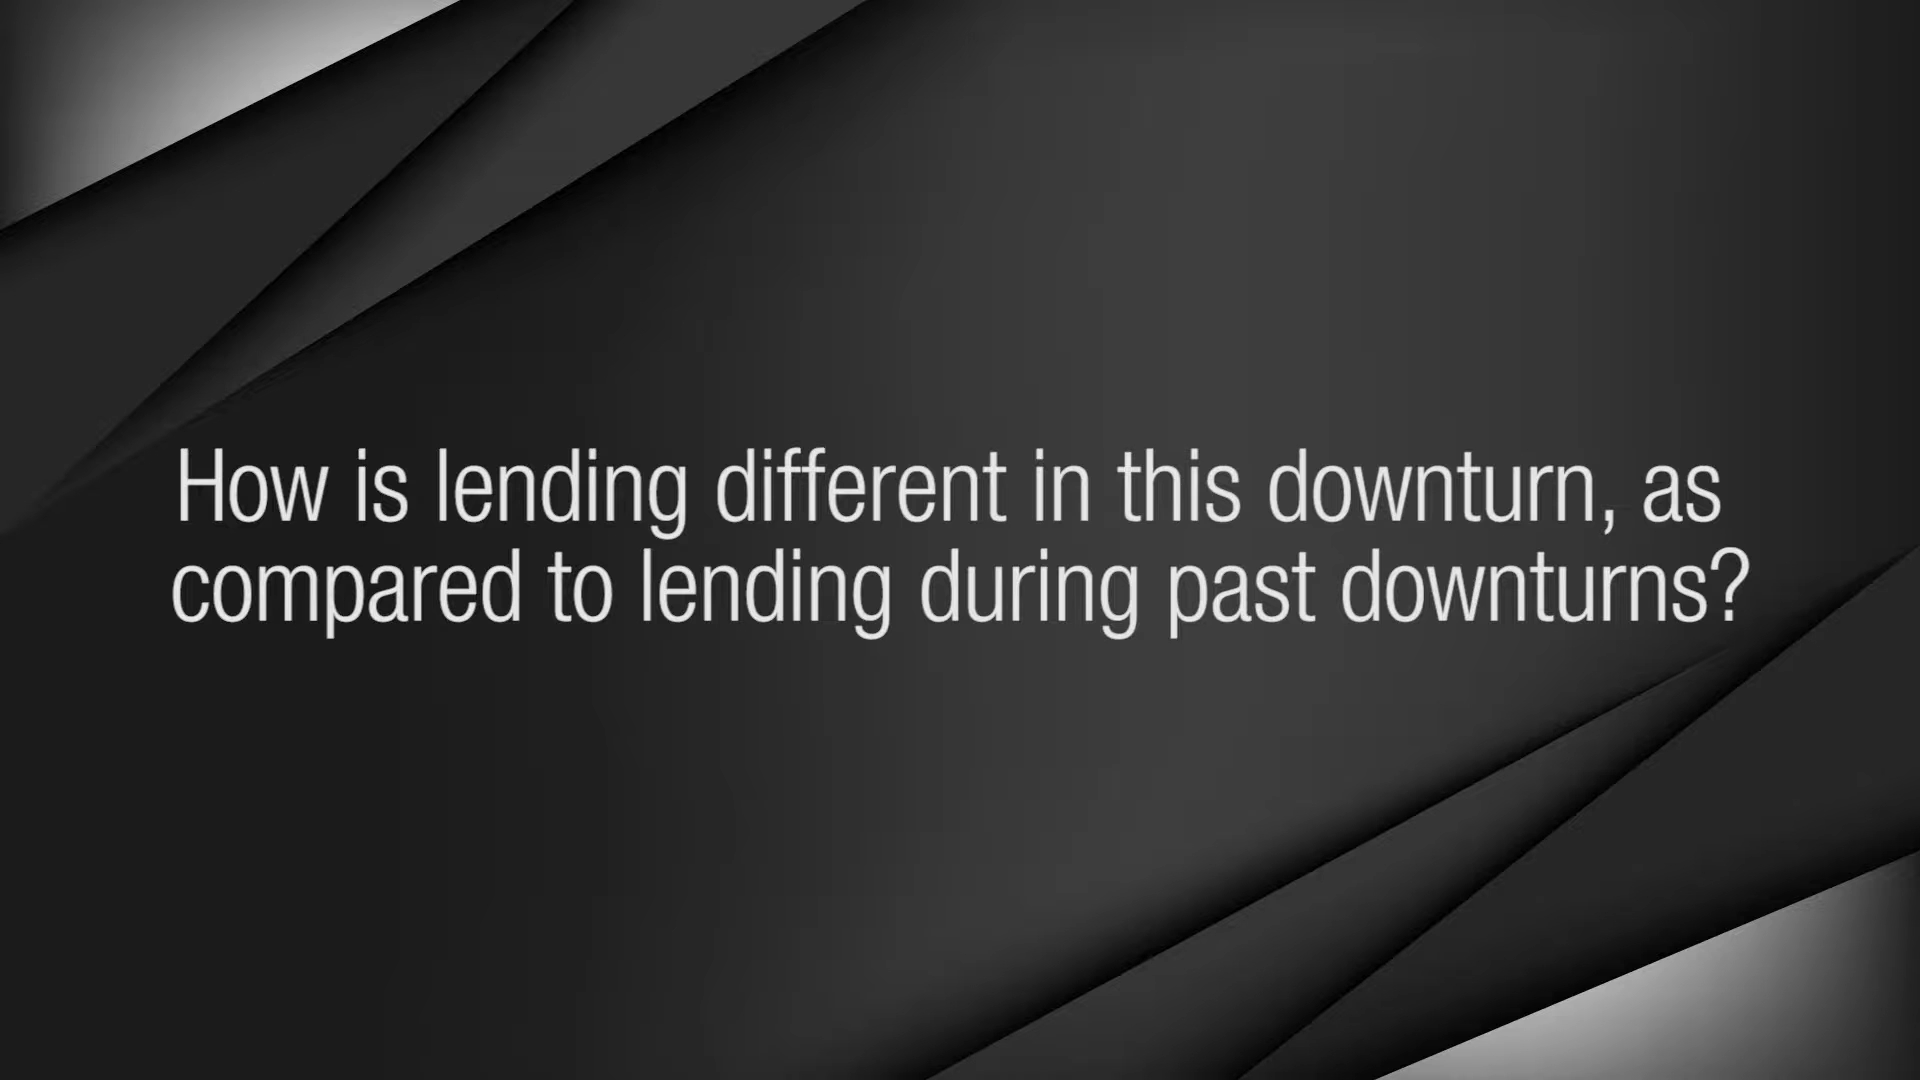 How is lending different in this downturn, as
compared to lending during past downturns?